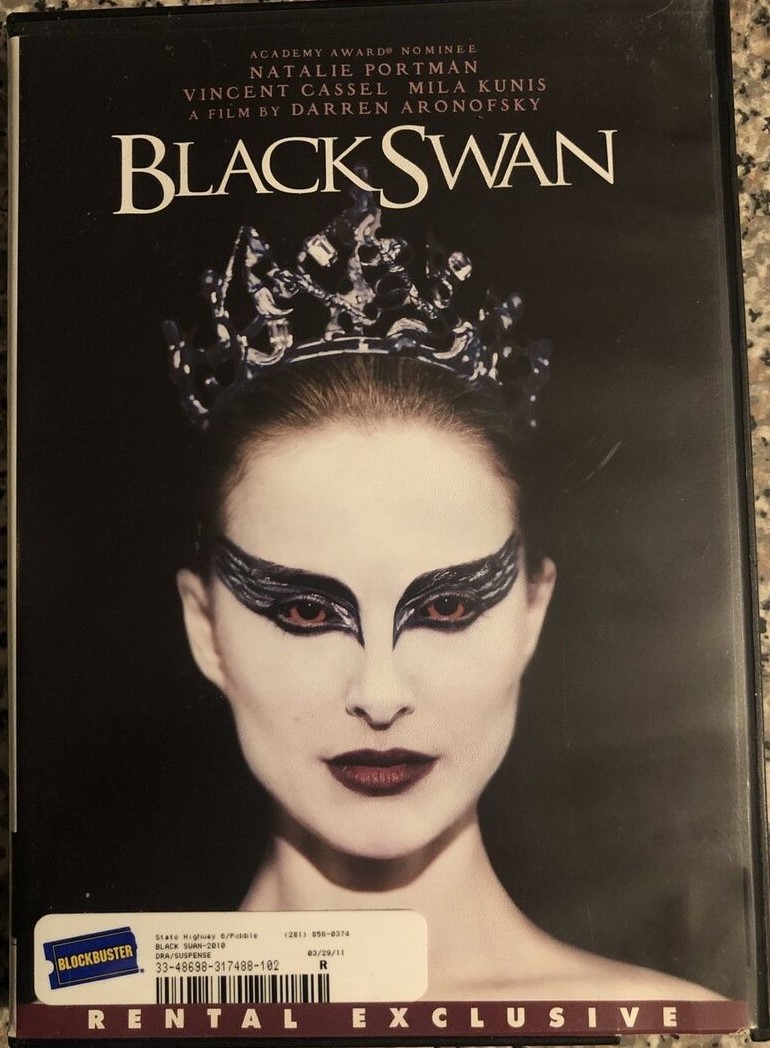 ACADEMY AWARD® NOMINEE
NATALIE PORTMAN
VINCENT CASSEL MILA KUNIS
A FILM BY DARREN ARONOFSKY
BLACK SWAN
BLOCKBUSTER®
State Highway 6/Pebble (281) 856-0374
BLACK SWAN-2010
DRA/SUSPENSE 03/29/11
33-48698-317488-102 R
RENTAL EXCLUSIVE